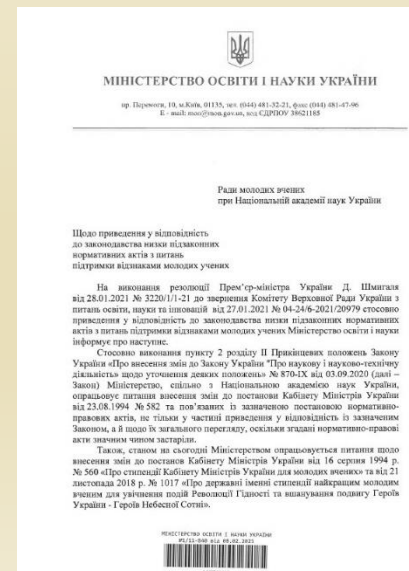 МІНІСТЕРСТВО ОСВІТИ І НАУКИ УКРАЇНИ
пр. Перемоги, 10, м.Київ, 01135, тел. (044) 481-32-21, факс (044) 481-47-96
E - mail: mon@mon.gov.ua, код ЄДРПОУ 38621185
Ради молодих вчених
при Національній академії наук України
Щодо приведення у відповідність
до законодавства низки підзаконних
нормативних актів з питань
підтримки відзнаками молодих учених
На виконання резолюції Прем’єр-міністра України Д. Шмигаля
від 28.01.2021 № 3220/1/1-21 до звернення Комітету Верховної Ради України з
питань освіти, науки та інновацій від 27.01.2021 № 04-24/6-2021/20979 стосовно
приведення у відповідність до законодавства низки підзаконних нормативних
актів з питань підтримки відзнаками молодих учених Міністерство освіти і науки
інформує про наступне.
Стосовно виконання пункту 2 розділу II Прикінцевих положень Закону
України «Про внесення змін до Закону України "Про наукову і науково-технічну
діяльність» щодо уточнення деяких положень» № 870-IX від 03.09.2020 (далі –
Закон) Міністерство, спільно з Національною академією наук України,
опрацьовує питання внесення змін до постанови Кабінету Міністрів України
від 23.08.1994 № 582 та пов’язаних із зазначеною постановою нормативно-
правових актів, не тільки у частині приведення у відповідність із зазначеним
Законом, а й щодо їх загального перегляду, оскільки згадані нормативно-правові
акти значним чином застаріли.
Також, станом на сьогодні Міністерством опрацьовується питання щодо
внесення змін до постанов Кабінету Міністрів України від 16 серпня 1994 р.
№ 560 «Про стипендії Кабінету Міністрів України для молодих вчених» та від 21
листопада 2018 р. № 1017 «Про державні іменні стипендії найкращим молодим
вченим для увічнення подій Революції Гідності та вшанування подвигу Героїв
України - Героїв Небесної Сотні».
МІНІСТЕРСТВО ОСВІТИ І НАУКИ УКРАЇНИ